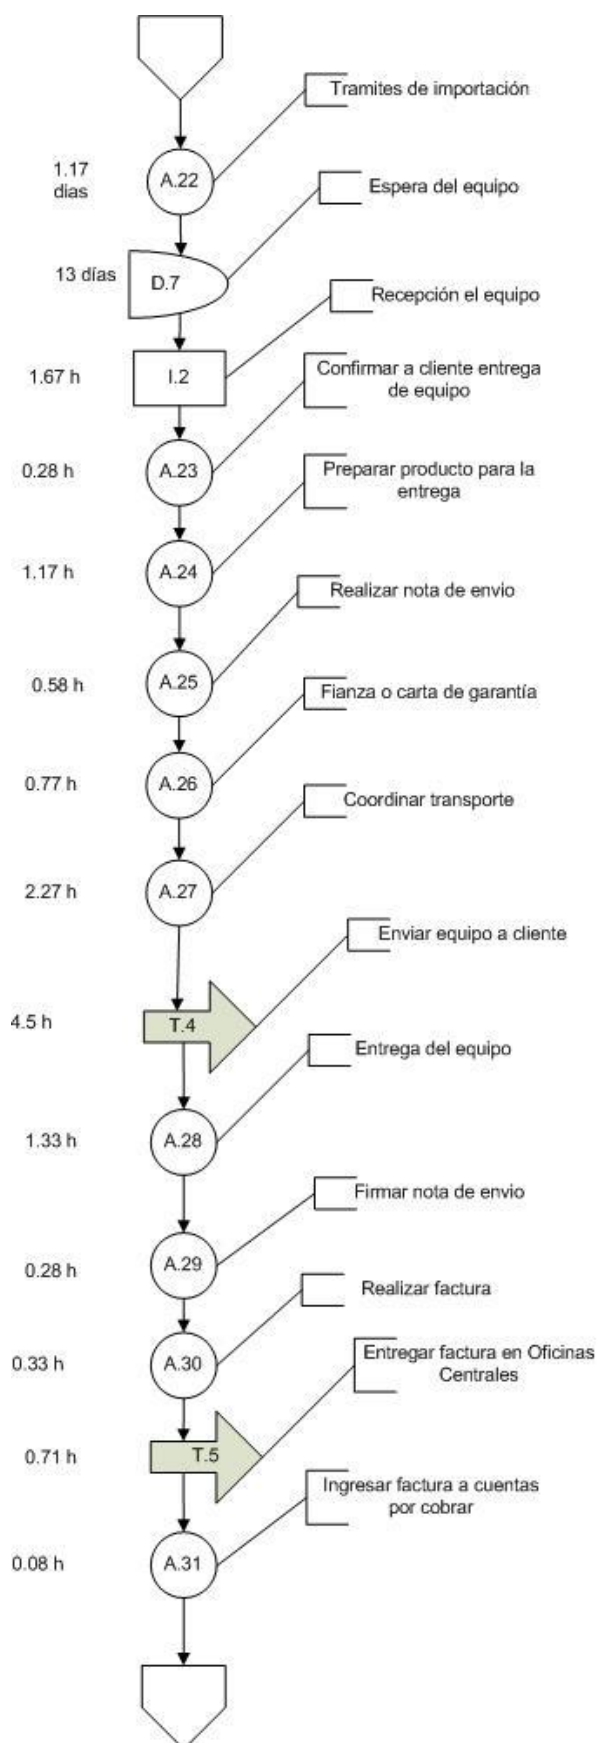 Tramites de importación
1.17
dias
A.22
Espera del equipo
13 días
D.7
Recepción el equipo
1.67 h
I.2
Confirmar a cliente entrega
de equipo
0.28 h
A.23
Preparar producto para la
entrega
1.17 h
A.24
Realizar nota de envio
0.58 h
A.25
Fianza o carta de garantía
0.77 h
A.26
Coordinar transporte
2.27 h
A.27
Enviar equipo a cliente
4.5 h
T.4
Entrega del equipo
1.33 h
A.28
Firmar nota de envio
0.28 h
A.29
Realizar factura
0.33 h
A.30
Entregar factura en Oficinas
Centrales
0.71 h
T.5
Ingresar factura a cuentas
por cobrar
0.08 h
A.31